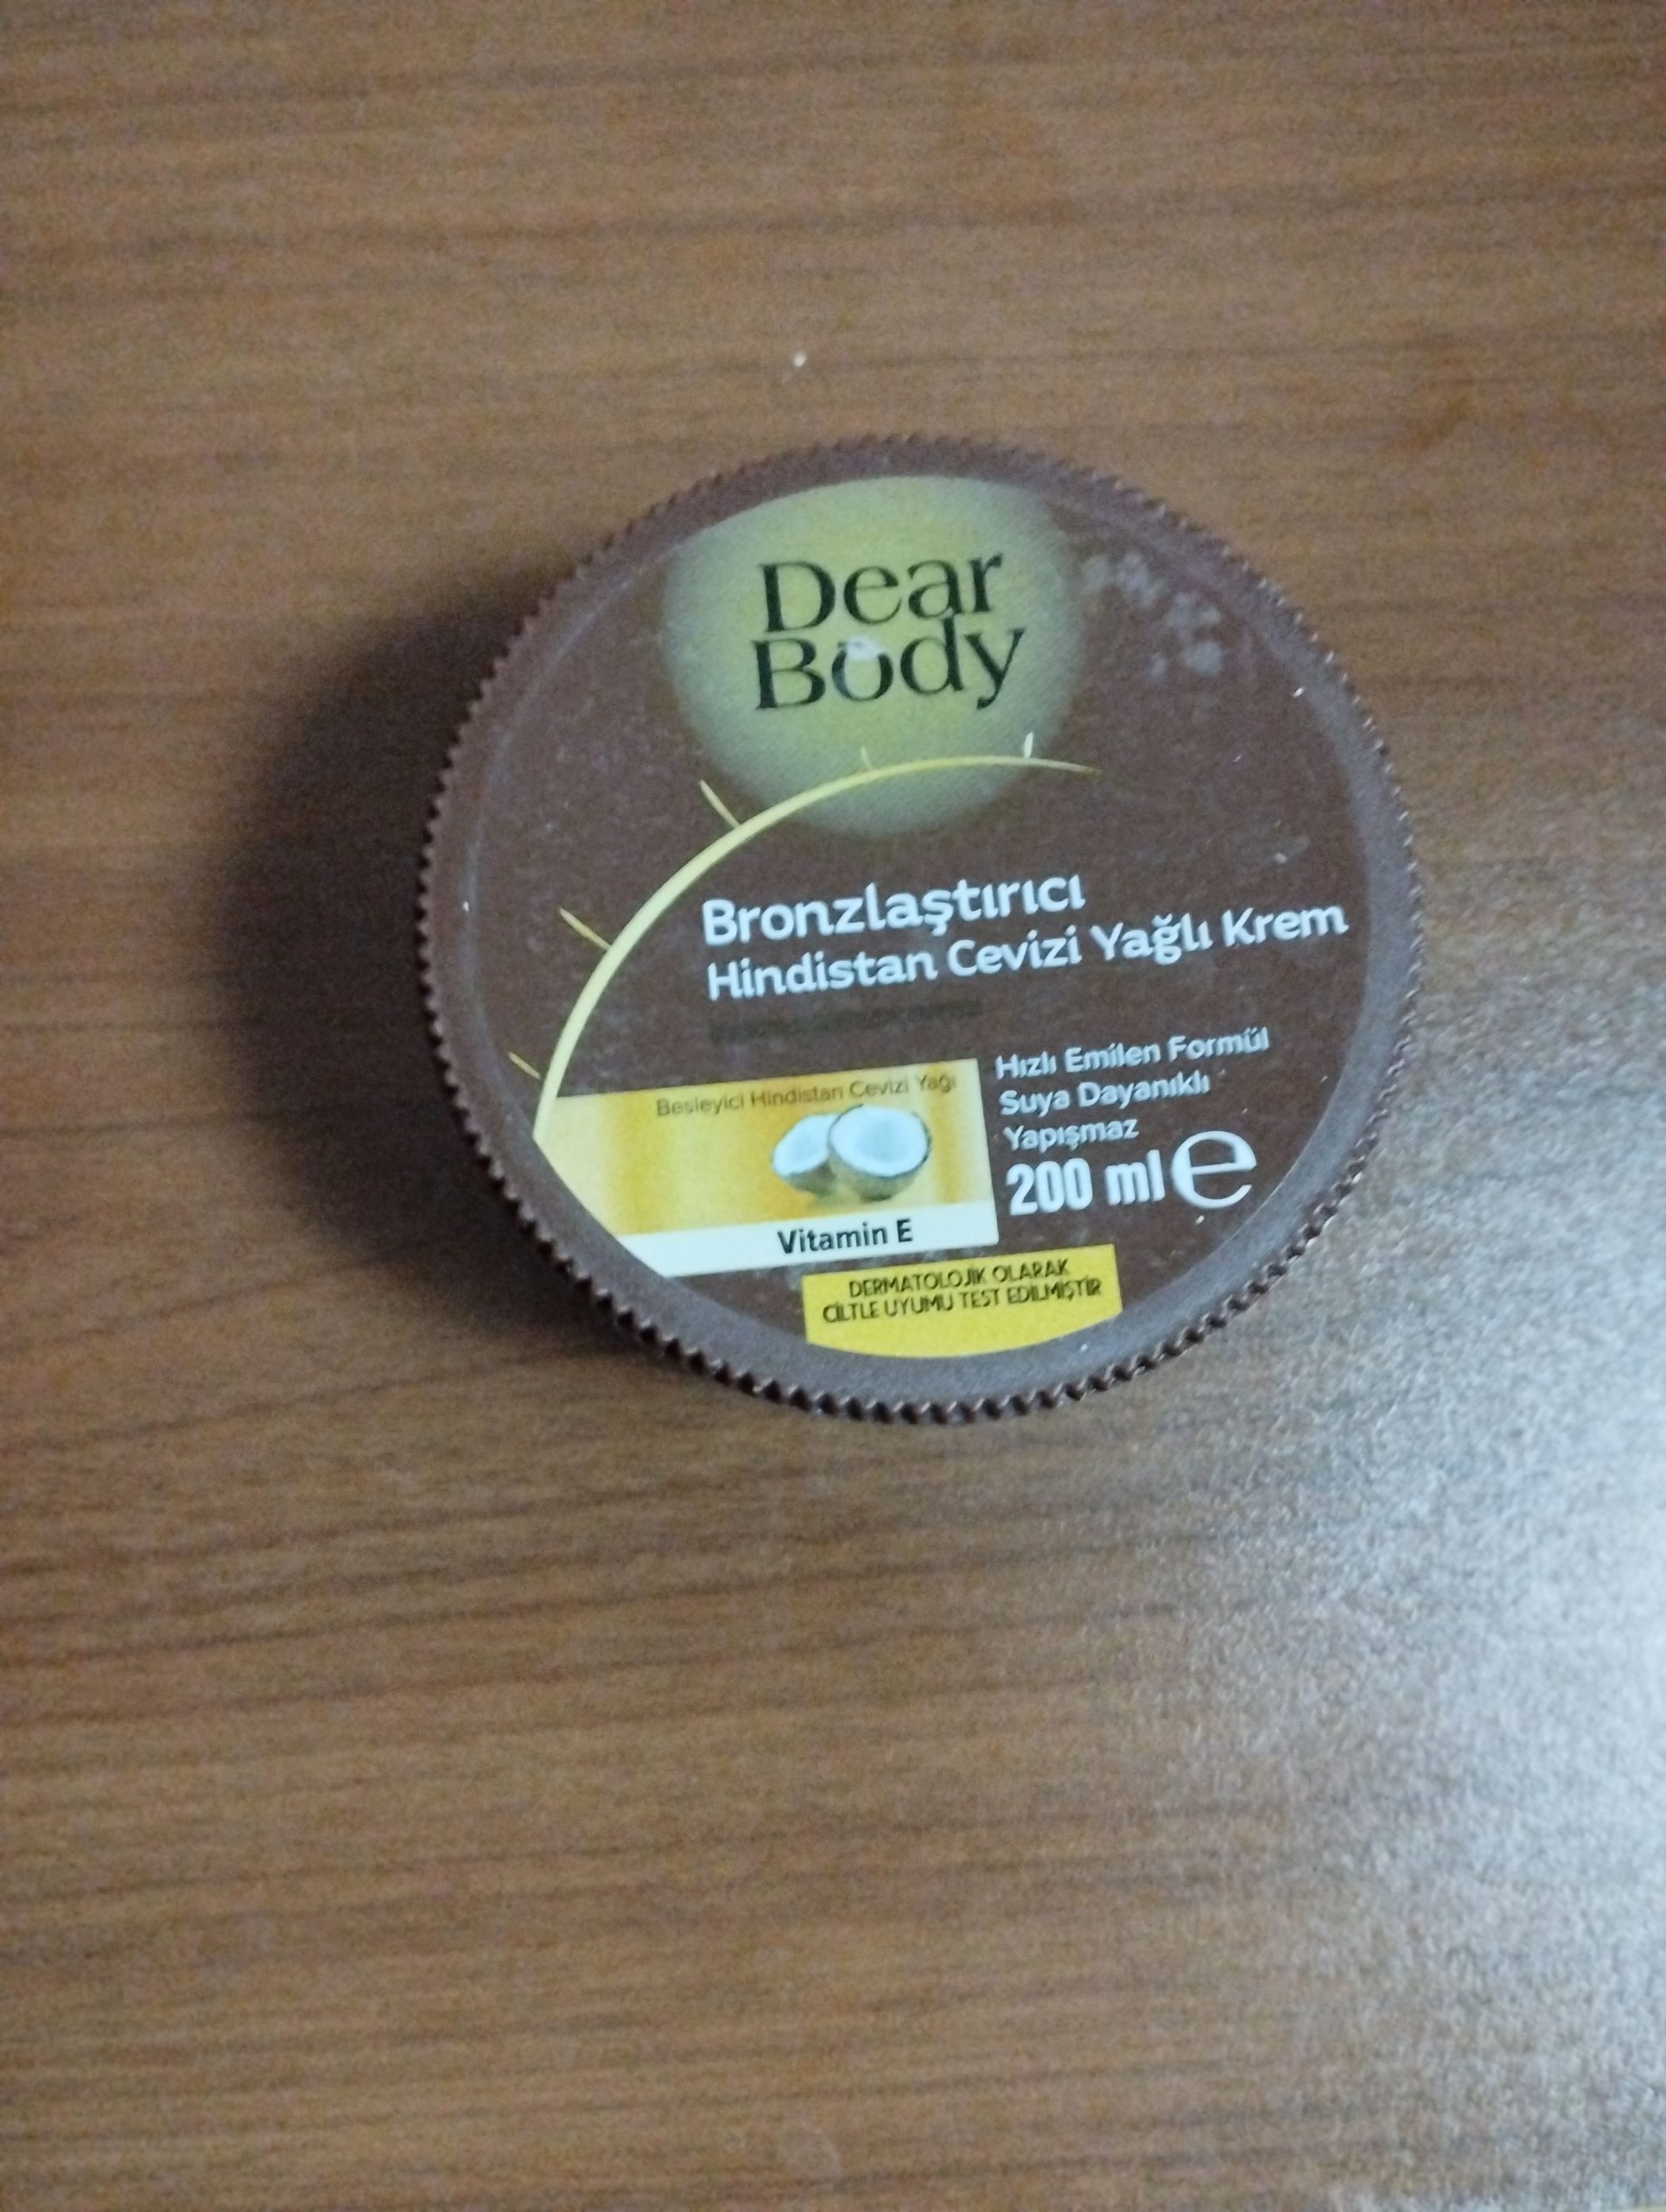 Dear
Body
Bronzlaştırıcı
Hindistan Cevizi Yağlı Krem
Besleyici Hindistan Cevizi Yağı
Vitamin E
Hızlı Emilen Formül
Suya Dayanıklı
Yapışmaz
200 ml e
DERMATOLOJİK OLARAK
CİLTLE UYUMU TEST EDİLMİŞTİR